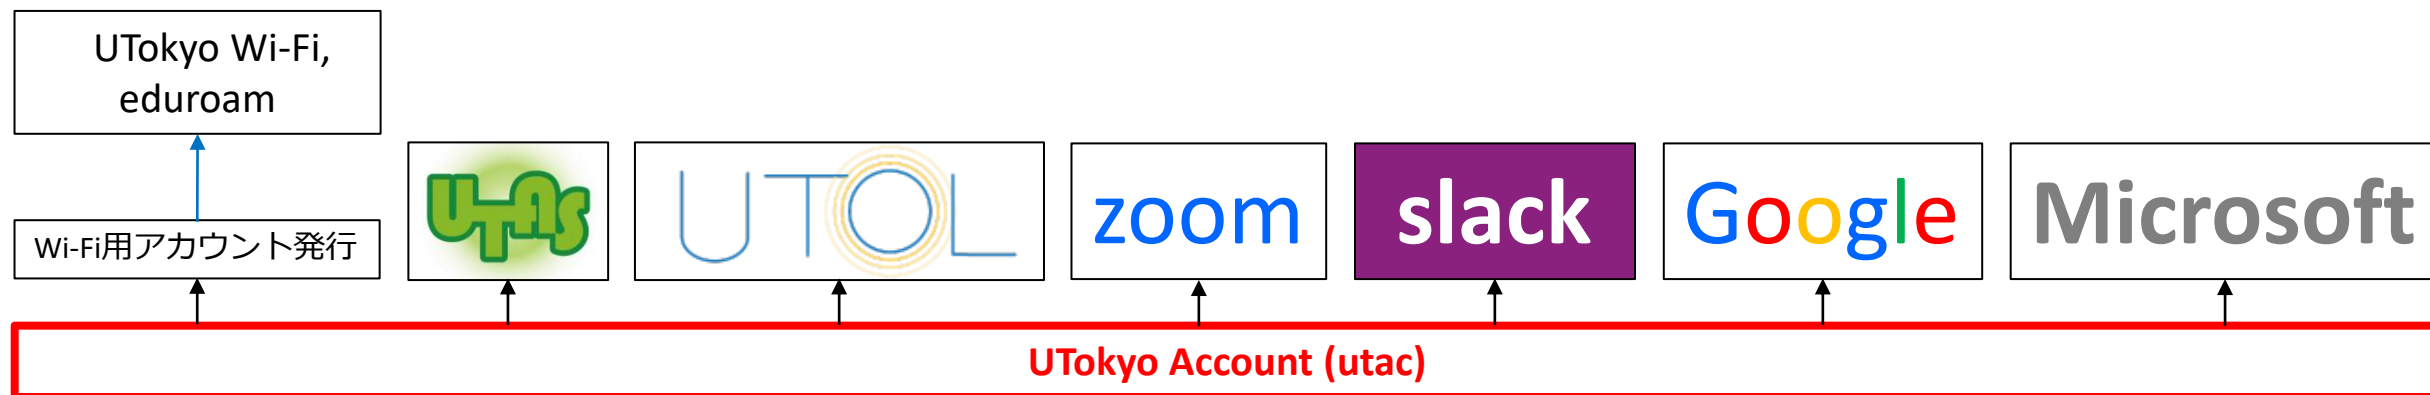 UTokyo Wi-Fi,
eduroam
Wi-Fi用アカウント発行
UTAS
UTOL
zoom
slack
Google
Microsoft
UTokyo Account (utac)